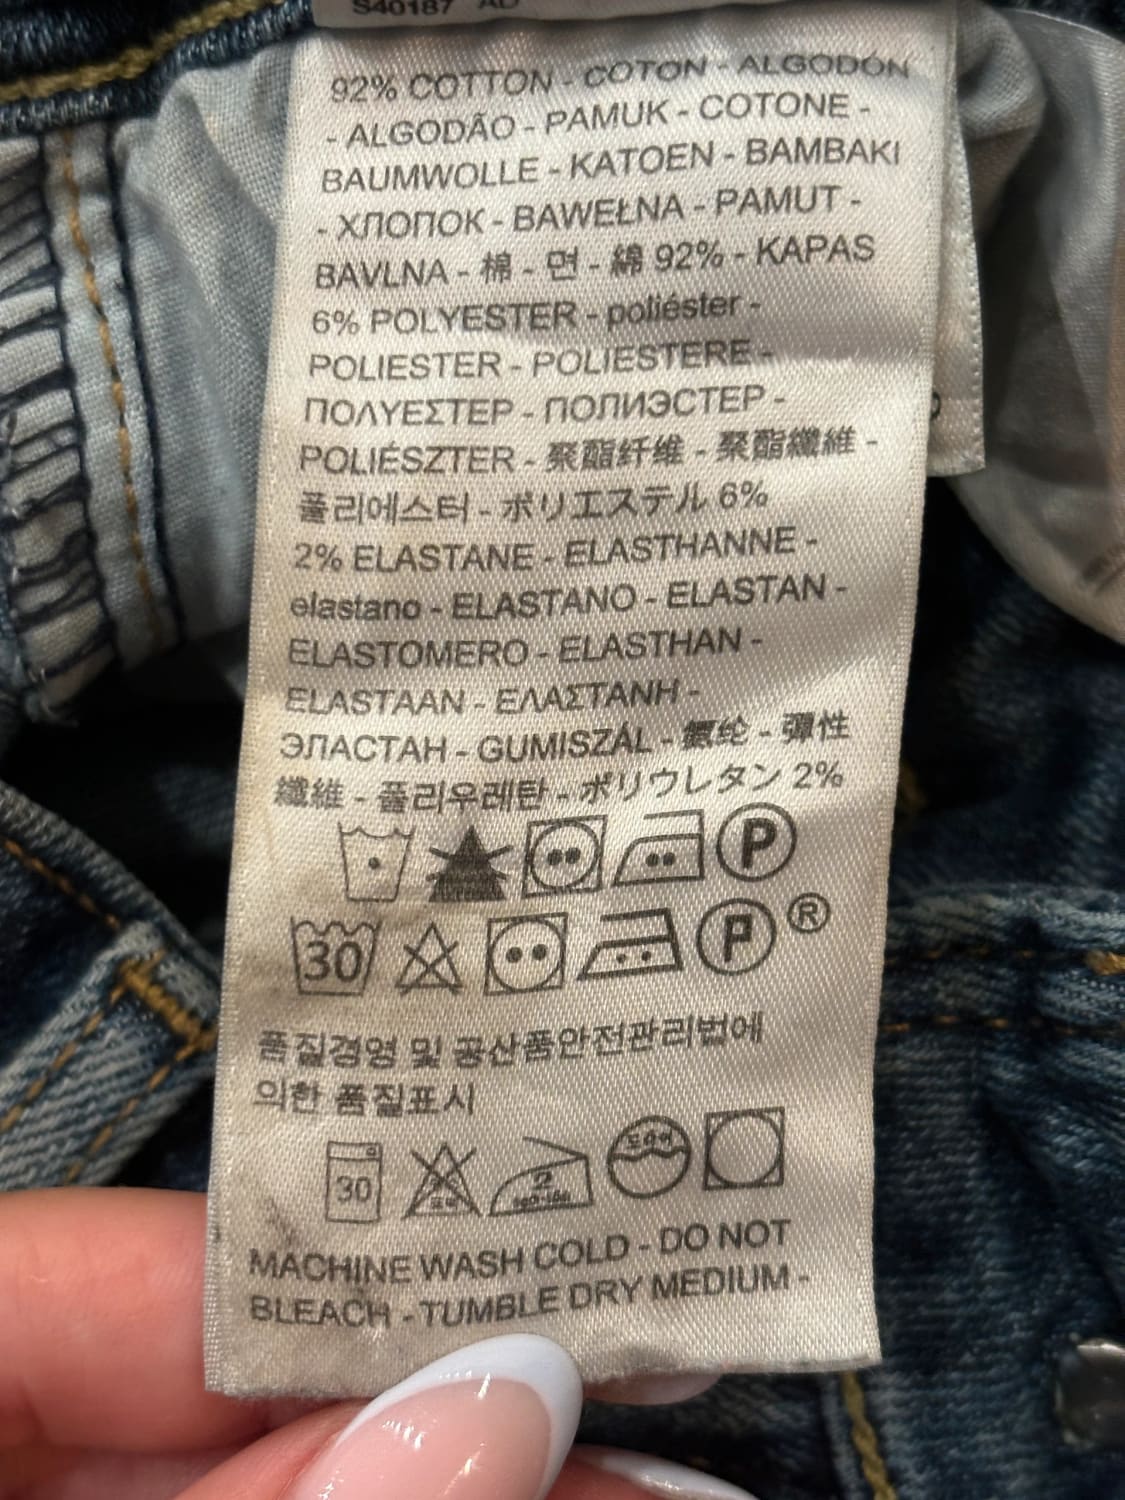 S40187 AD
92% COTTON - COTON - ALGODÓN
- ALGODÃO - PAMUK - COTONE -
BAUMWOLLE - KATOEN - BAMBAKI
- ХЛОПОК - BAWEŁNA - PAMUT -
BAVLNA - 棉 - 면 - 綿 92% - KAPAS
6% POLYESTER - poliéster -
POLIESTER - POLIESTERE -
ΠΟΛΥΕΣΤΕΡ - ПОЛИЭСТЕР -
POLIÉSZTER - 聚酯纤维 - 聚酯纖維 -
폴리에스터 - ポリエステル 6%
2% ELASTANE - ELASTHANNE -
elastano - ELASTANO - ELASTAN -
ELASTOMERO - ELASTHAN -
ELASTAAN - ΕΛΑΣΤΑΝΗ -
ЭЛАСТАН - GUMISZÁL - 氨纶 - 彈性
纖維 - 폴리우레탄 - ポリウレタン 2%
P
30 P ®
품질경영 및 공산품안전관리법에
의한 품질표시
30 2
MACHINE WASH COLD - DO NOT
BLEACH - TUMBLE DRY MEDIUM -